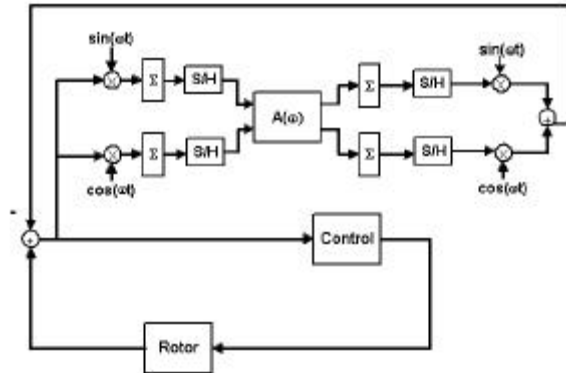 sin(ωt)
sin(ωt)
Σ
S/H
Σ
S/H
X
X
A(ω)
+
Σ
S/H
Σ
S/H
X
X
cos(ωt)
cos(ωt)
-
+
Control
Rotor